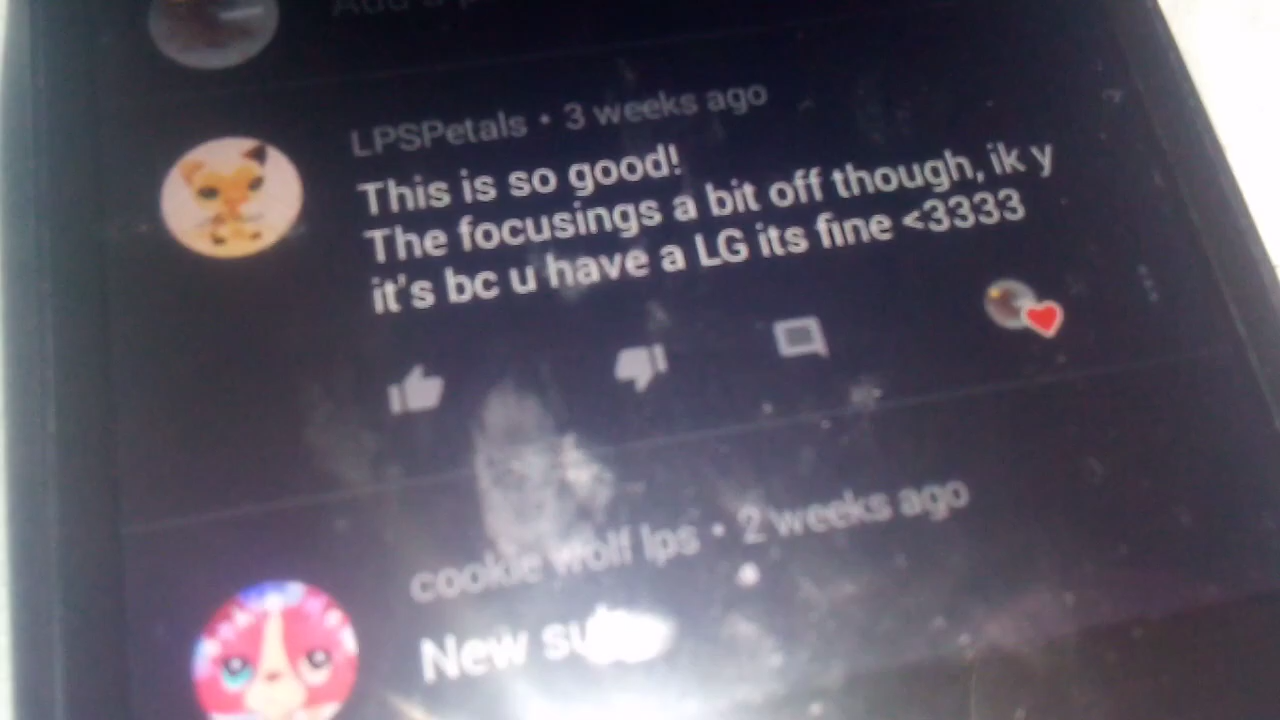 LPSPetals • 3 weeks ago
This is so good!
The focusings a bit off though, ik y
it's bc u have a LG its fine <3333
cookie wolf lps • 2 weeks ago
New